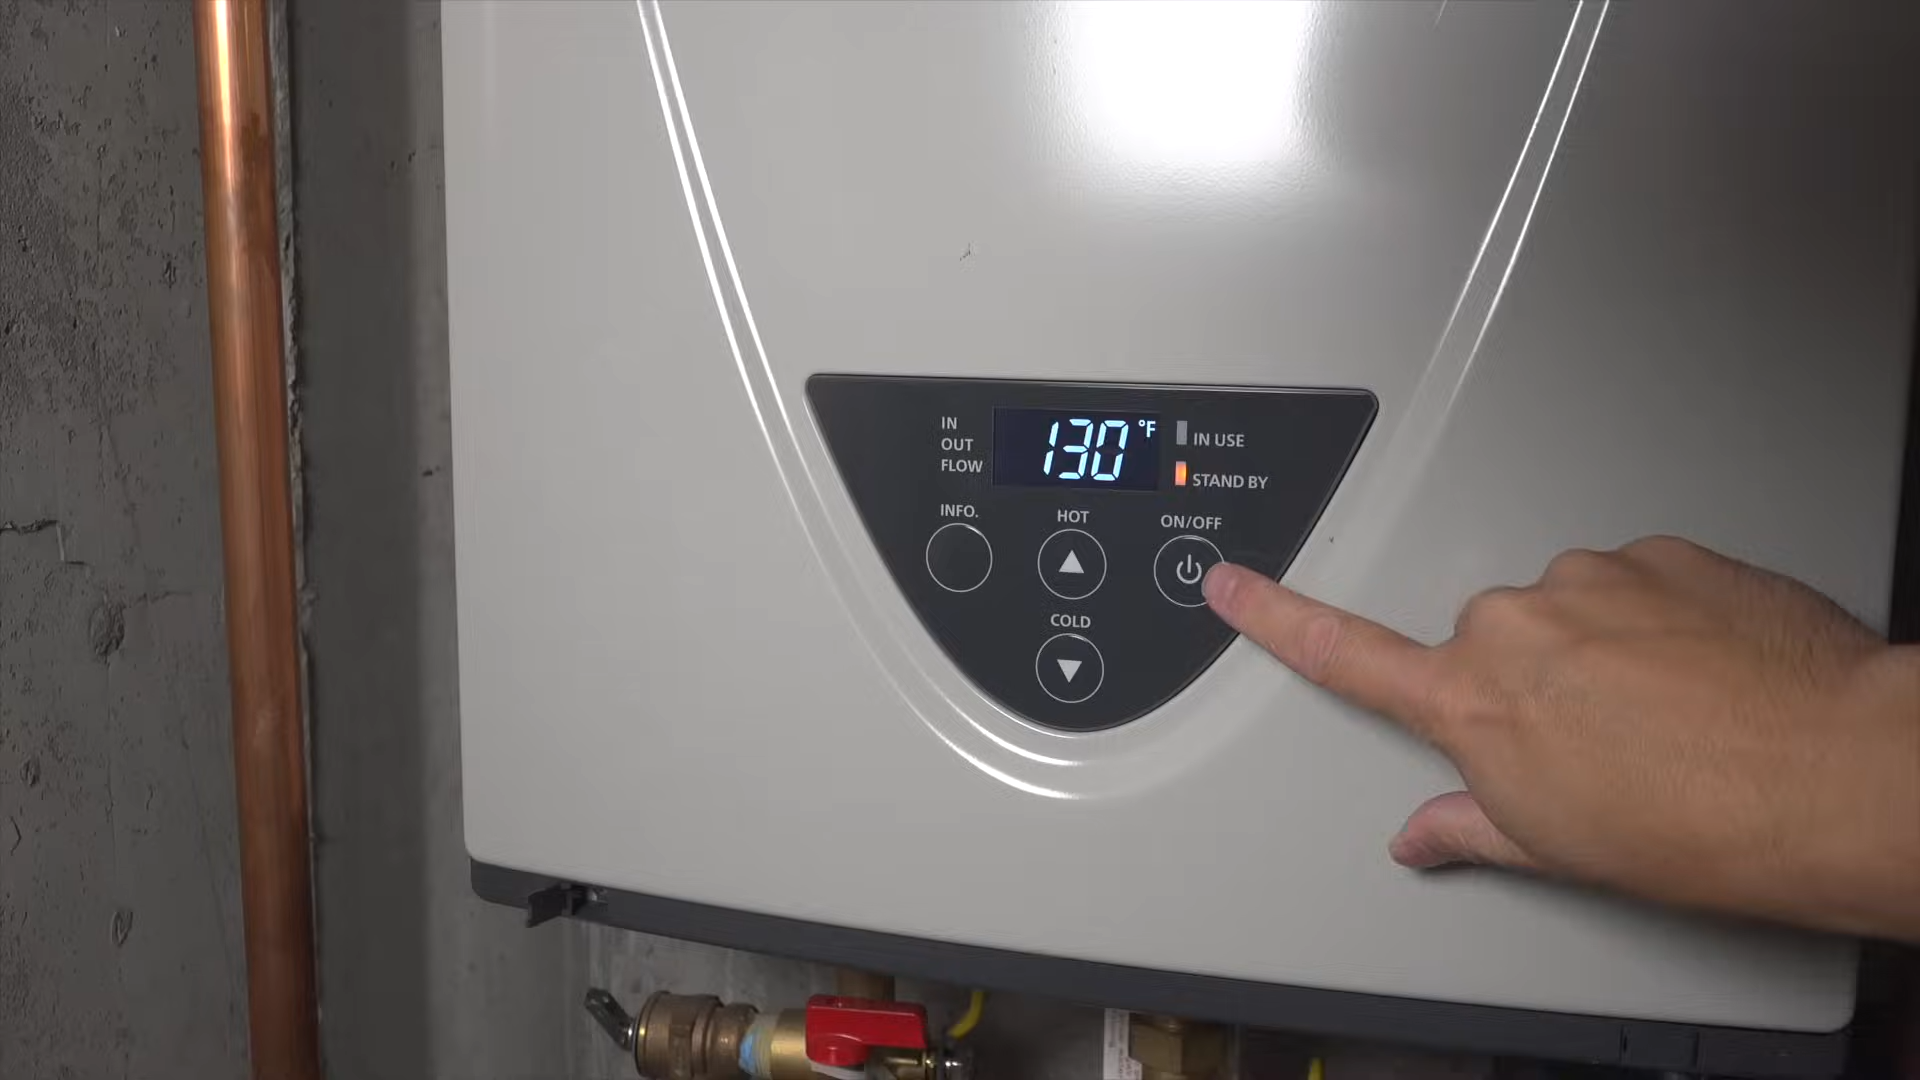 IN
OUT
FLOW
130 °F
IN USE
STAND BY
INFO.
HOT
ON/OFF
COLD